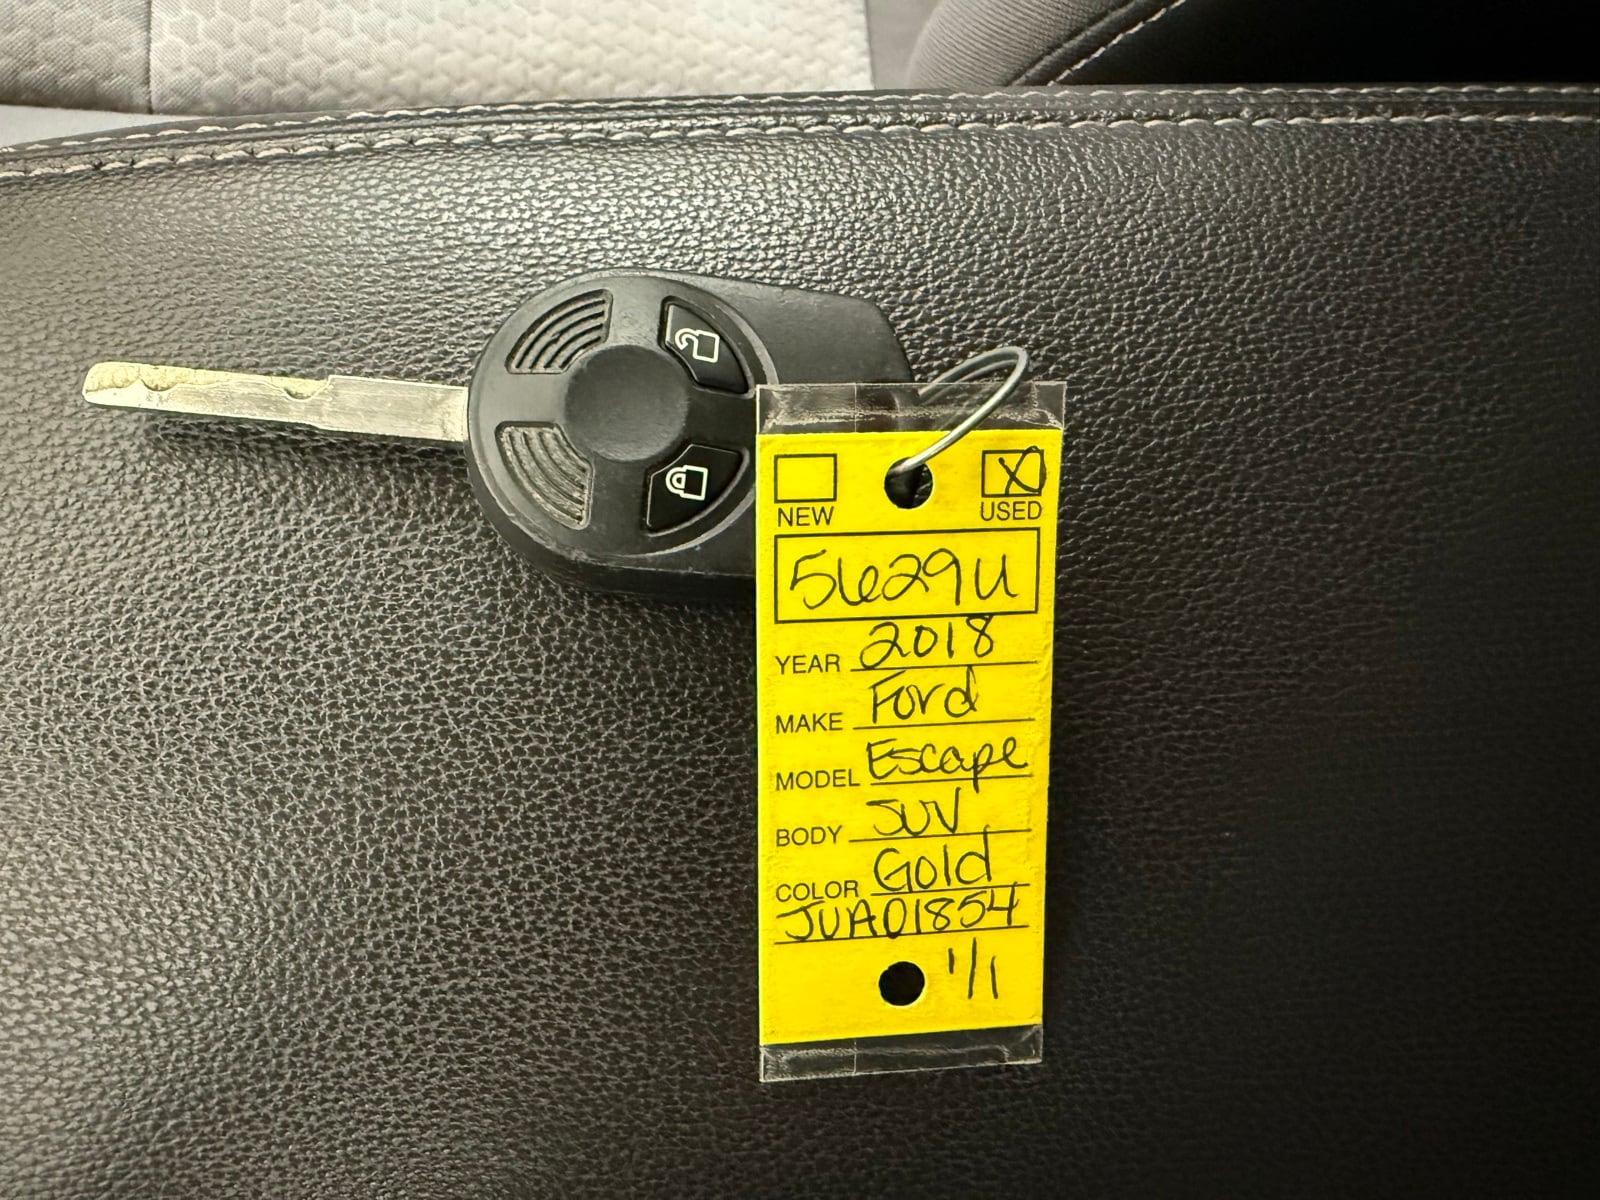 NEW USED
5629U
YEAR 2018
MAKE Ford
MODEL Escape
BODY SUV
COLOR Gold
JUA01854
1/1